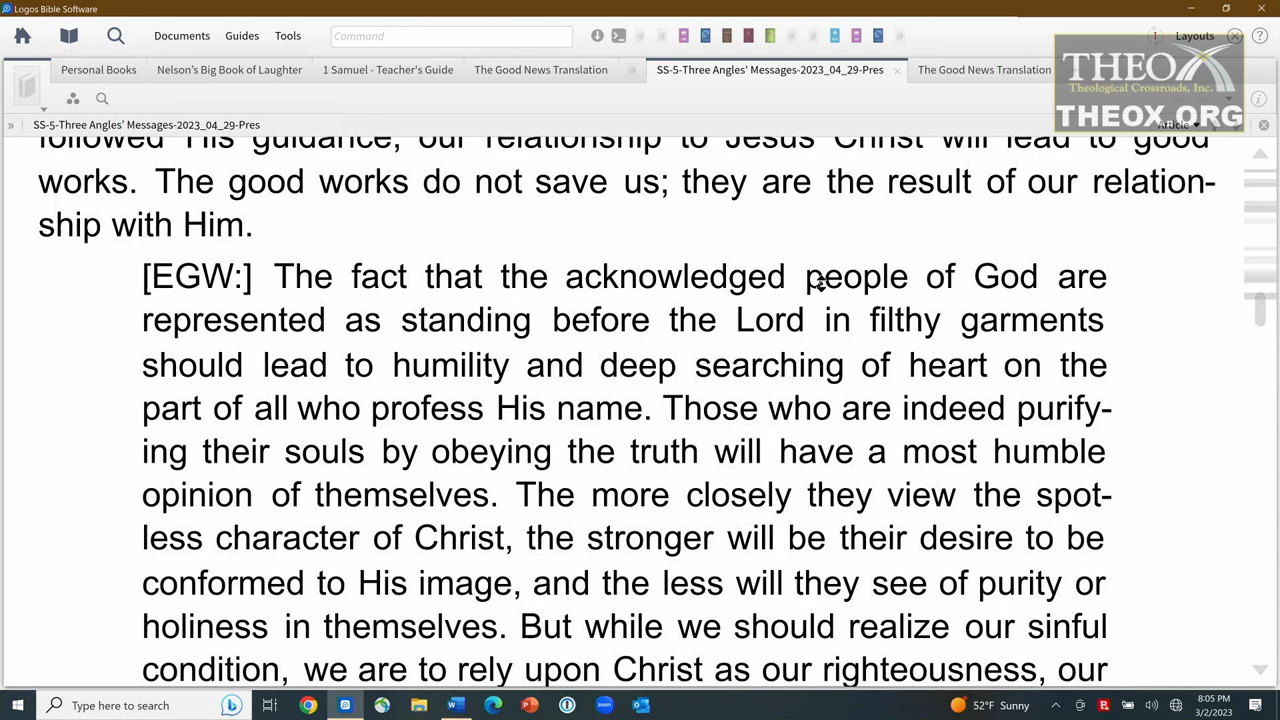 Logos Bible Software
Documents Guides Tools Command Layouts
Personal Books Nelson's Big Book of Laughter 1 Samuel - Teacher's Guide The Good News Translation SS-5-Three Angles' Messages-2023_04_29-Pres The Good News Translation
THEOX
Theological Crossroads, Inc.
THEOX.ORG
SS-5-Three Angles' Messages-2023_04_29-Pres Article
followed His guidance, our relationship to Jesus Christ will lead to good
works. The good works do not save us; they are the result of our relation-
ship with Him.
[EGW:] The fact that the acknowledged people of God are
represented as standing before the Lord in filthy garments
should lead to humility and deep searching of heart on the
part of all who profess His name. Those who are indeed purify-
ing their souls by obeying the truth will have a most humble
opinion of themselves. The more closely they view the spot-
less character of Christ, the stronger will be their desire to be
conformed to His image, and the less will they see of purity or
holiness in themselves. But while we should realize our sinful
condition, we are to rely upon Christ as our righteousness, our
Type here to search 52°F Sunny 8:05 PM
3/2/2023